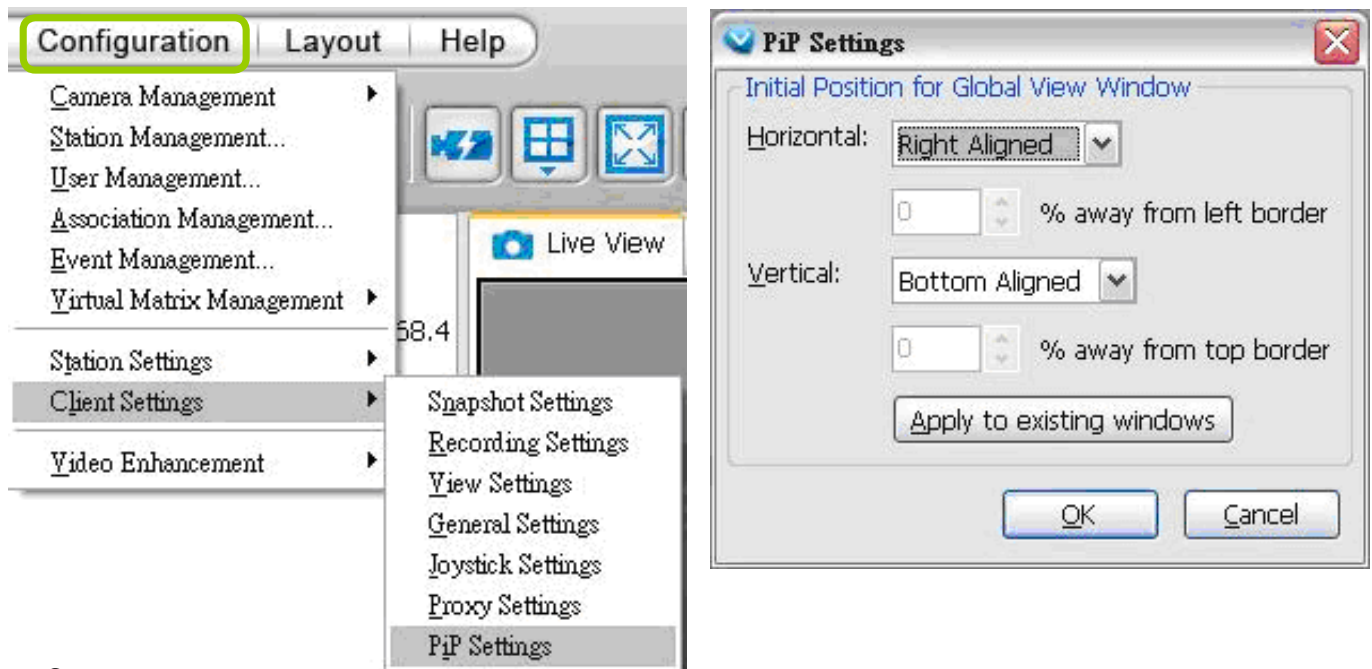 Configuration Layout Help
Camera Management
Station Management...
User Management...
Association Management...
Event Management...
Virtual Matrix Management
Station Settings
Client Settings
Video Enhancement
Live View
68.4
Snapshot Settings
Recording Settings
View Settings
General Settings
Joystick Settings
Proxy Settings
PiP Settings
PiP Settings
Initial Position for Global View Window
Horizontal: Right Aligned
0 % away from left border
Vertical: Bottom Aligned
0 % away from top border
Apply to existing windows
OK Cancel